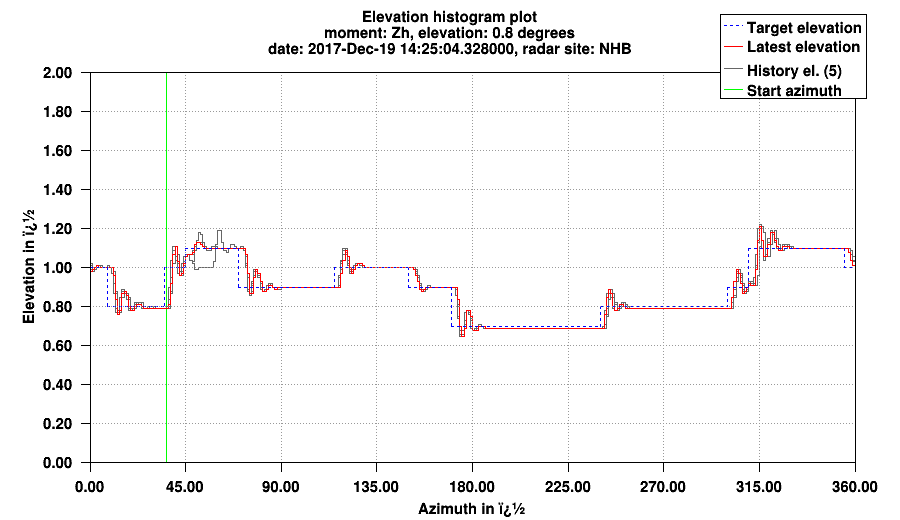 Elevation histogram plot
moment: Zh, elevation: 0.8 degrees
date: 2017-Dec-19 14:25:04.328000, radar site: NHB
Target elevation
Latest elevation
History el. (5)
Start azimuth
2.00
1.80
1.60
1.40
1.20
1.00
0.80
0.60
0.40
0.20
0.00
Elevation in ï¿½
0.00 45.00 90.00 135.00 180.00 225.00 270.00 315.00 360.00
Azimuth in ï¿½